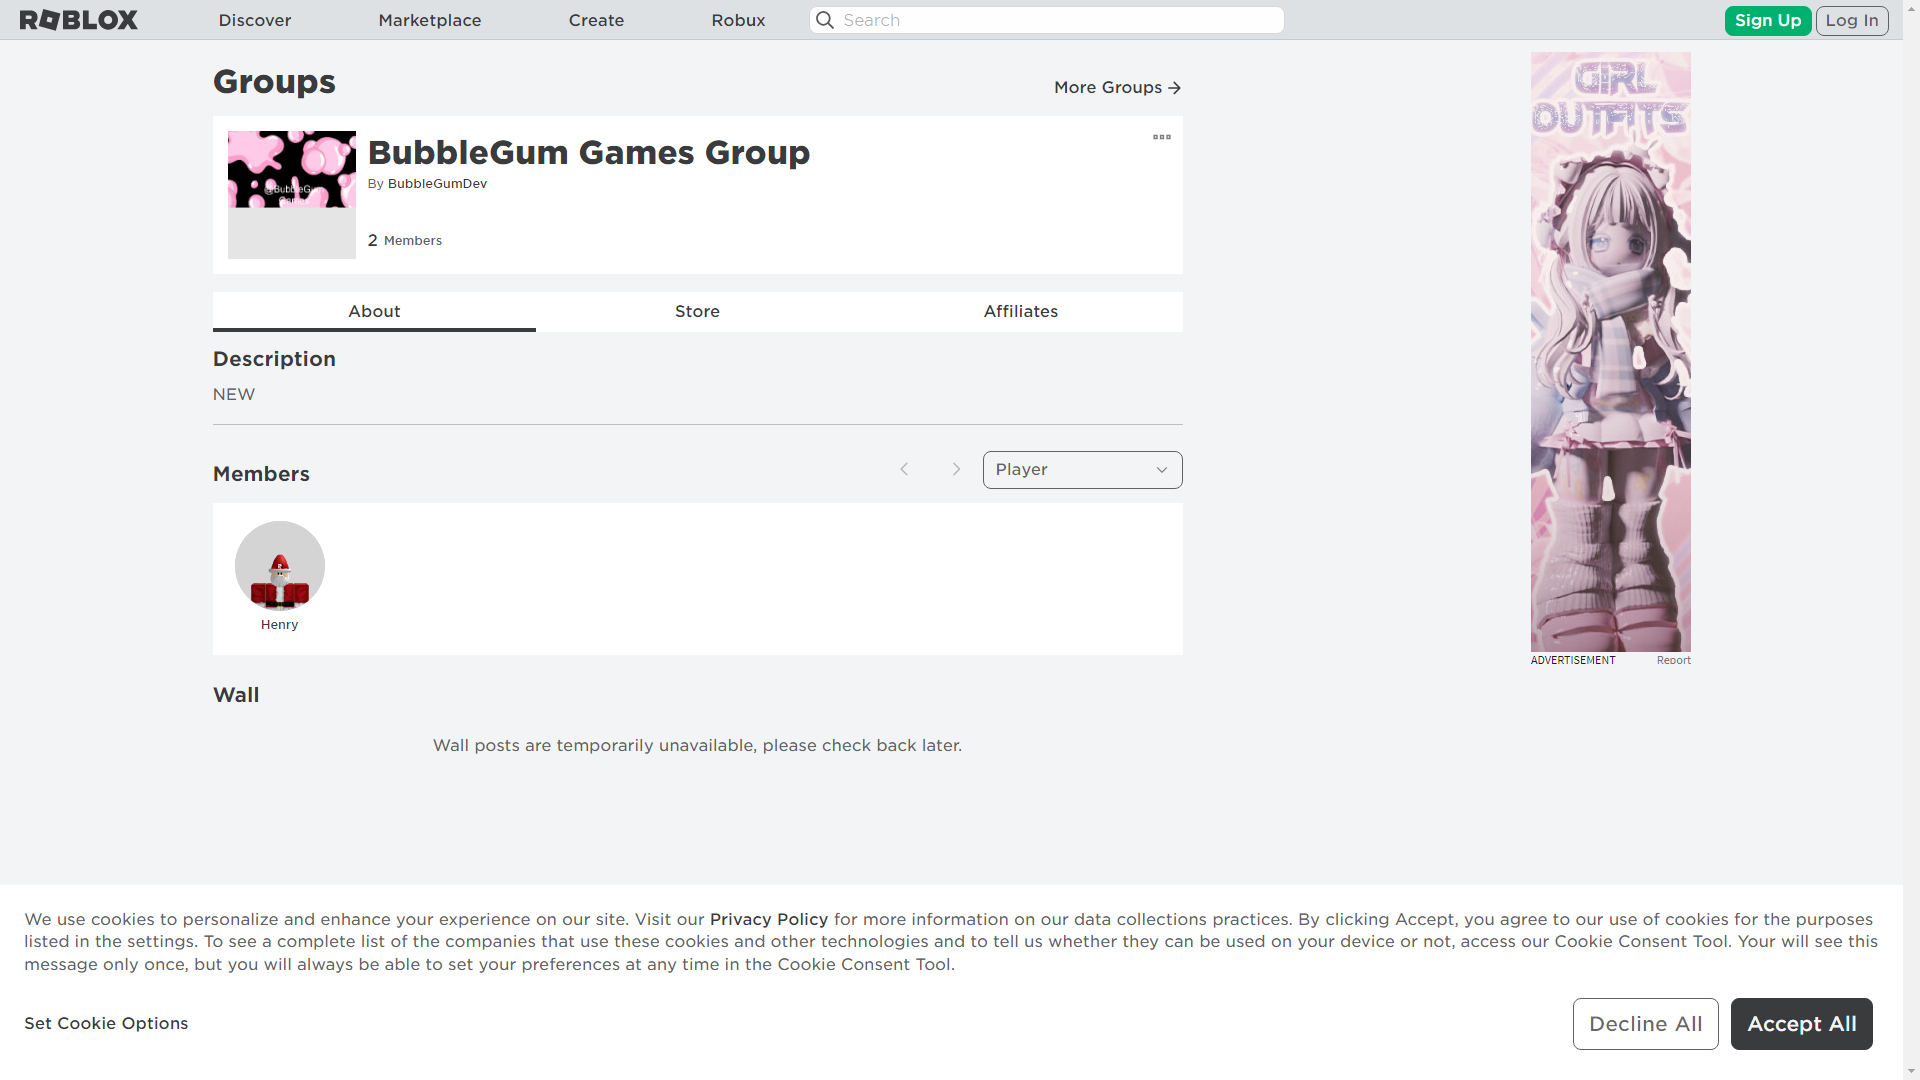 ROBLOX
Discover
Marketplace
Create
Robux
Search
Sign Up
Log In
Groups
More Groups
BubbleGum Games Group
By BubbleGumDev
2 Members
About
Store
Affiliates
Description
NEW
Members
Player
Henry
Wall
Wall posts are temporarily unavailable, please check back later.
GIRL
OUTFITS
ADVERTISEMENT
Report
We use cookies to personalize and enhance your experience on our site. Visit our Privacy Policy for more information on our data collections practices. By clicking Accept, you agree to our use of cookies for the purposes
listed in the settings. To see a complete list of the companies that use these cookies and other technologies and to tell us whether they can be used on your device or not, access our Cookie Consent Tool. Your will see this
message only once, but you will always be able to set your preferences at any time in the Cookie Consent Tool.
Set Cookie Options
Decline All
Accept All